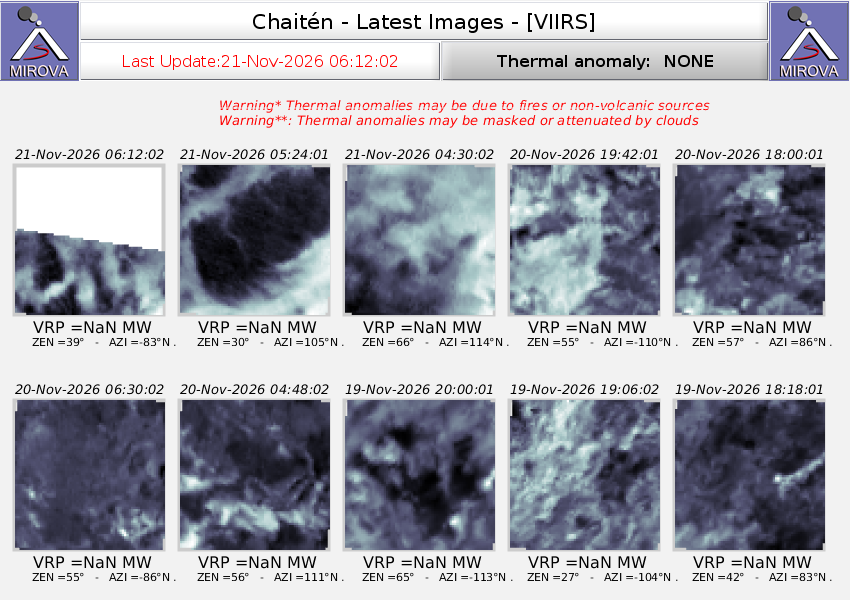 Chaitén - Latest Images - [VIIRS]
MIROVA
Last Update:21-Nov-2026 06:12:02
Thermal anomaly: NONE
MIROVA
Warning* Thermal anomalies may be due to fires or non-volcanic sources
Warning**: Thermal anomalies may be masked or attenuated by clouds
21-Nov-2026 06:12:02 21-Nov-2026 05:24:01 21-Nov-2026 04:30:02 20-Nov-2026 19:42:01 20-Nov-2026 18:00:01
VRP =NaN MW VRP =NaN MW VRP =NaN MW VRP =NaN MW VRP =NaN MW
ZEN =39° - AZI =-83°N . ZEN =30° - AZI =105°N . ZEN =66° - AZI =114°N . ZEN =55° - AZI =-110°N . ZEN =57° - AZI =86°N .
20-Nov-2026 06:30:02 20-Nov-2026 04:48:02 19-Nov-2026 20:00:01 19-Nov-2026 19:06:02 19-Nov-2026 18:18:01
VRP =NaN MW VRP =NaN MW VRP =NaN MW VRP =NaN MW VRP =NaN MW
ZEN =55° - AZI =-86°N . ZEN =56° - AZI =111°N . ZEN =65° - AZI =-113°N . ZEN =27° - AZI =-104°N . ZEN =42° - AZI =83°N .